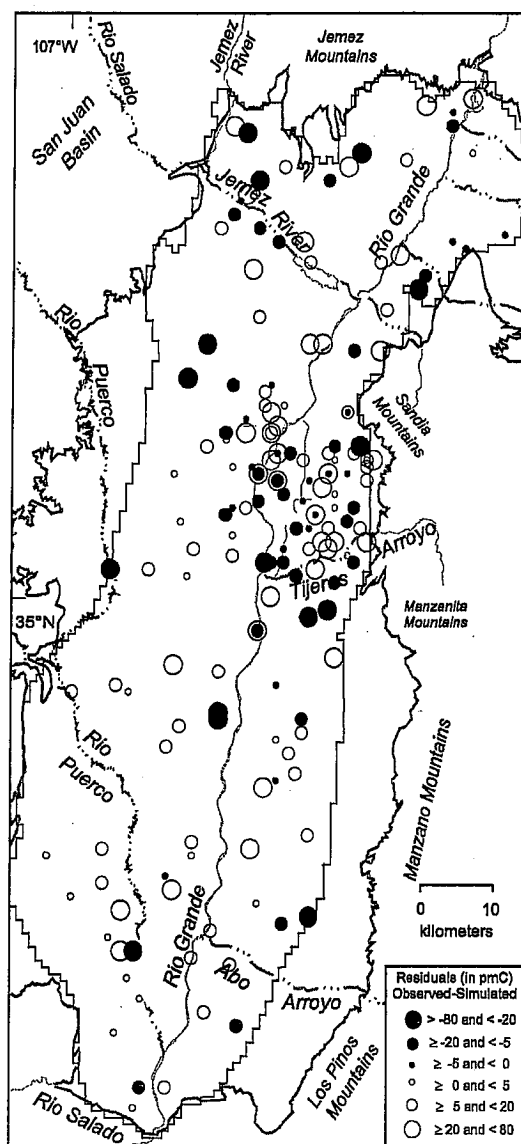 107°W
Rio Salado
Jemez River
Jemez
Mountains
San Juan
Basin
Jemez River
Rio Grande
Rio
Puerco
Sandia
Mountains
Arroyo
Tijeras
35°N
Manzanita
Mountains
Rio
Puerco
Manzano Mountains
0 10
kilometers
Rio Grande
Abo
Arroyo
Los Pinos
Mountains
Rio Salado
Residuals (in pmC)
Observed-Simulated
> -80 and < -20
≥ -20 and < -5
≥ -5 and < 0
≥ 0 and < 5
≥ 5 and < 20
≥ 20 and < 80